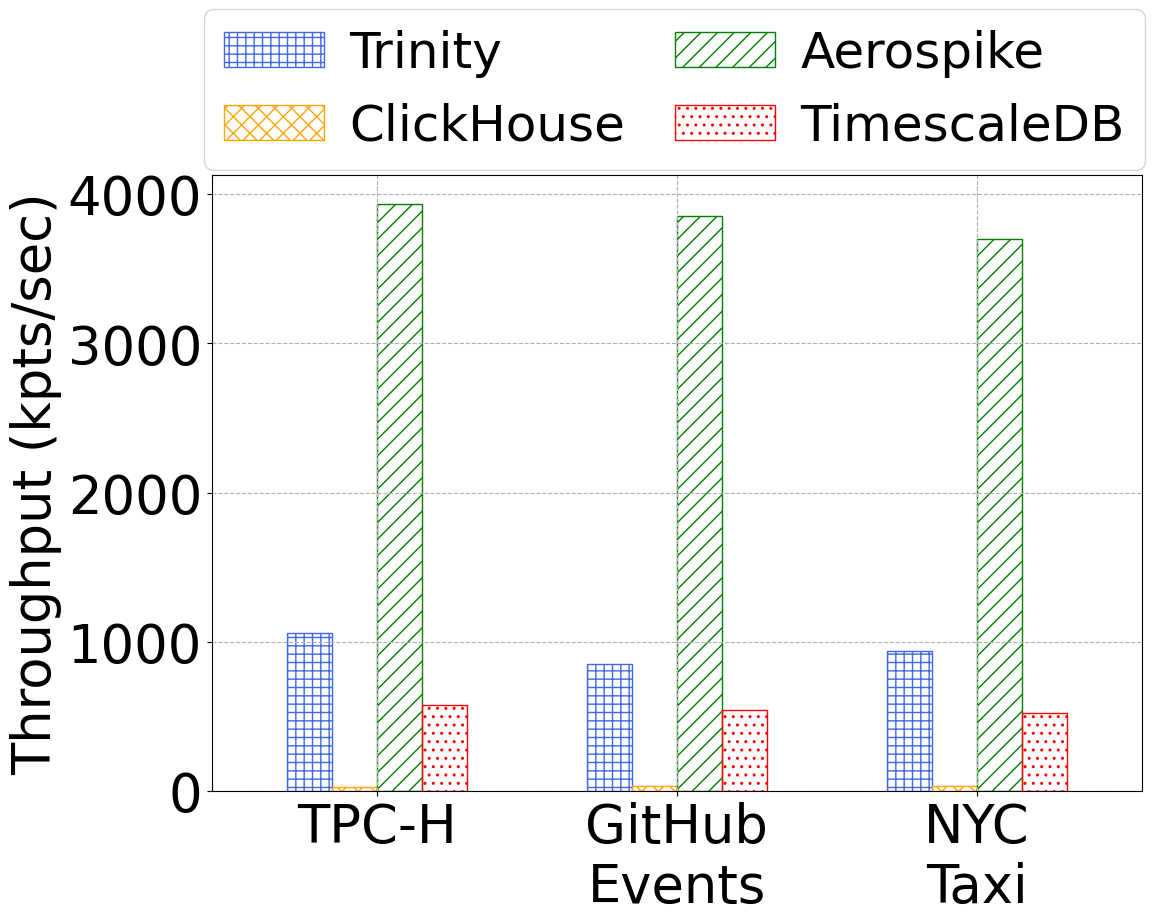 Trinity
ClickHouse
Aerospike
TimescaleDB
Throughput (kpts/sec)
4000
3000
2000
1000
0
TPC-H
GitHub
Events
NYC
Taxi